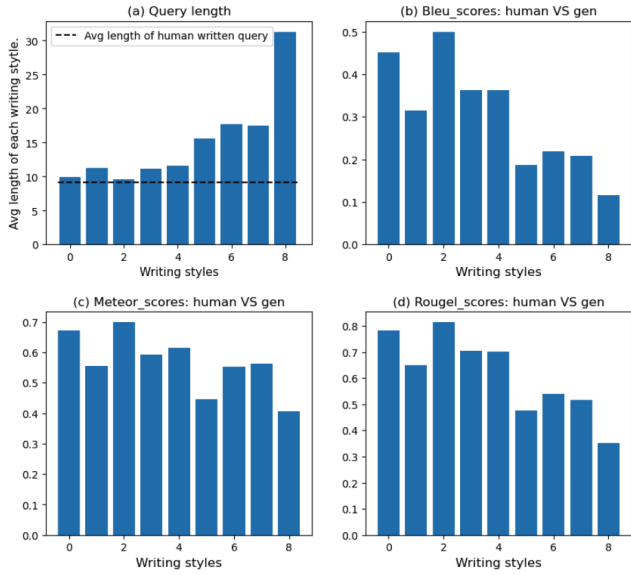 (a) Query length
Avg length of each writing stytle.
30
25
20
15
10
5
0
Avg length of human written query
0 2 4 6 8
Writing styles
(b) Bleu_scores: human VS gen
0.5
0.4
0.3
0.2
0.1
0.0
0 2 4 6 8
Writing styles
(c) Meteor_scores: human VS gen
0.7
0.6
0.5
0.4
0.3
0.2
0.1
0.0
0 2 4 6 8
Writing styles
(d) Rougel_scores: human VS gen
0.8
0.7
0.6
0.5
0.4
0.3
0.2
0.1
0.0
0 2 4 6 8
Writing styles